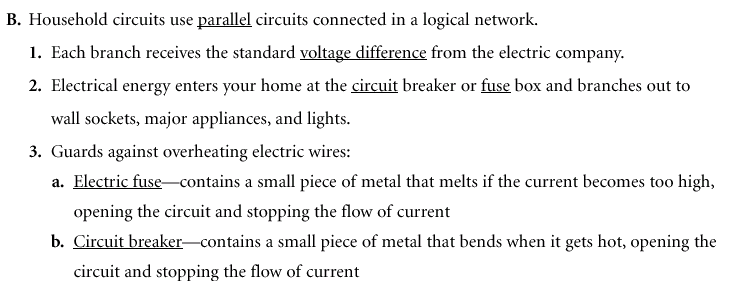 B. Household circuits use parallel circuits connected in a logical network.
1. Each branch receives the standard voltage difference from the electric company.
2. Electrical energy enters your home at the circuit breaker or fuse box and branches out to
wall sockets, major appliances, and lights.
3. Guards against overheating electric wires:
a. Electric fuse—contains a small piece of metal that melts if the current becomes too high,
opening the circuit and stopping the flow of current
b. Circuit breaker—contains a small piece of metal that bends when it gets hot, opening the
circuit and stopping the flow of current